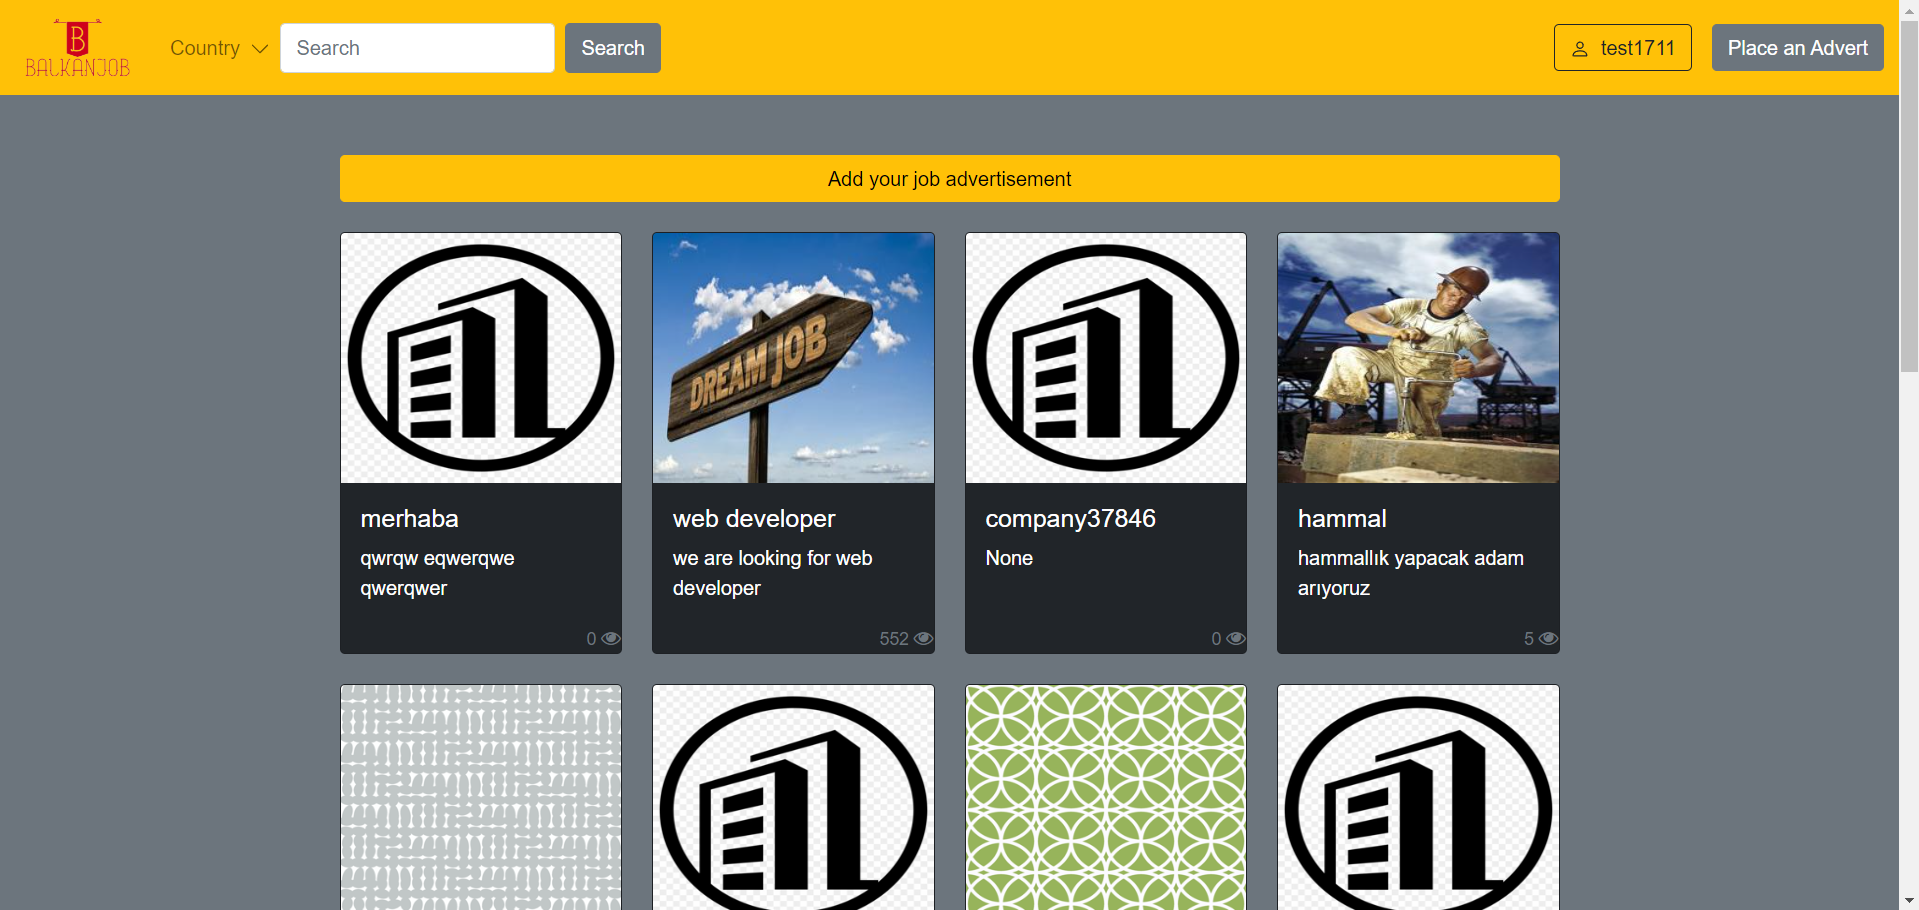 B
BALKANJOB
Country
Search
Search
test1711
Place an Advert
Add your job advertisement
DREAM JOB
merhaba
qwrqw eqwerqwe
qwerqwer
0
web developer
we are looking for web
developer
552
company37846
None
0
hammal
hammallık yapacak adam
arıyoruz
5